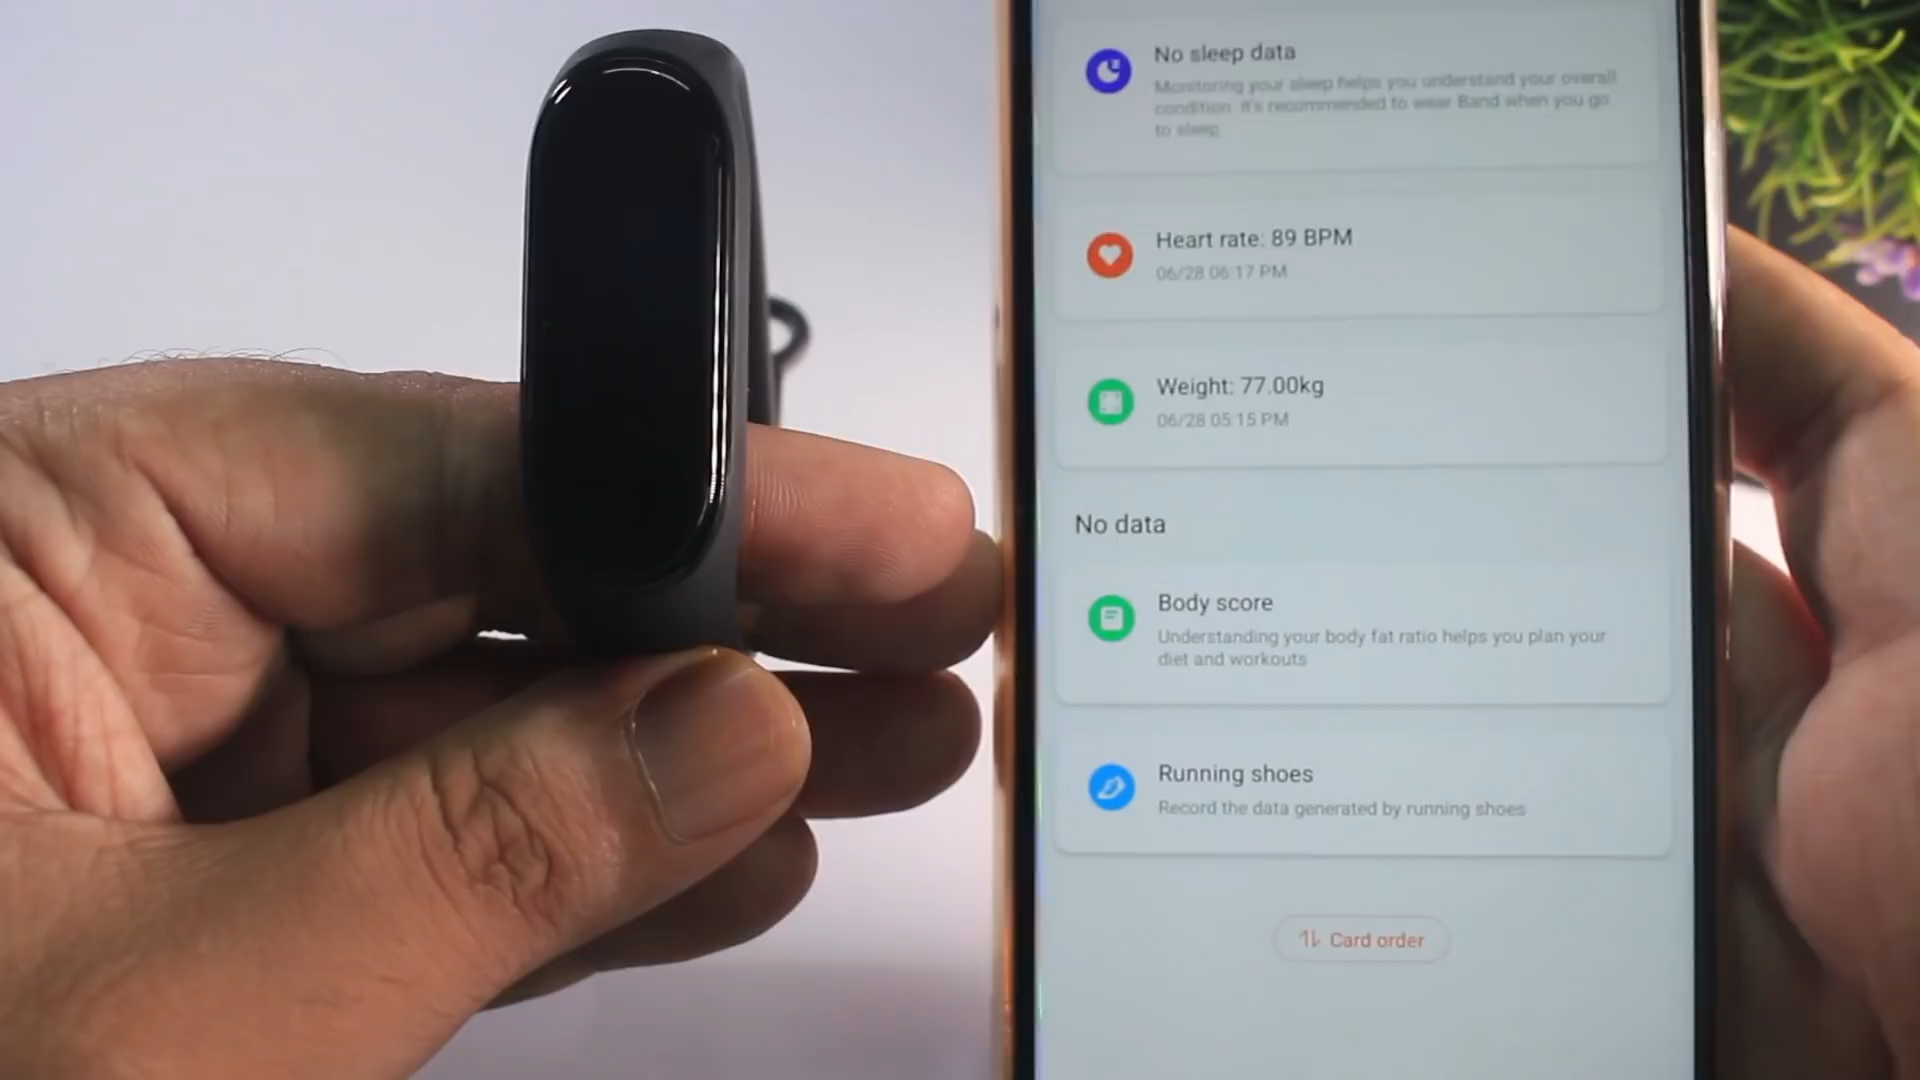 No sleep data
Monitoring your sleep helps you understand your overall
condition. It's recommended to wear Band when you go
to sleep
Heart rate: 89 BPM
06/28 06:17 PM
Weight: 77.00kg
06/28 05:15 PM
No data
Body score
Understanding your body fat ratio helps you plan your
diet and workouts
Running shoes
Record the data generated by running shoes
Card order